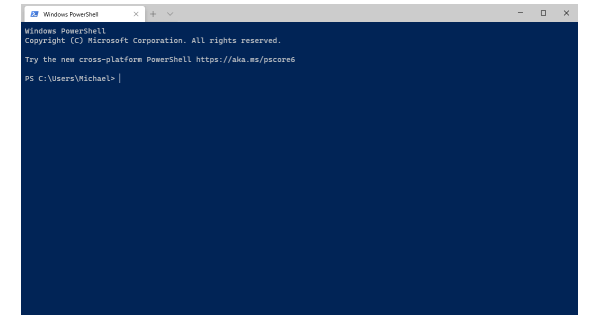 Windows PowerShell
Windows PowerShell
Copyright (C) Microsoft Corporation. All rights reserved.
Try the new cross-platform PowerShell https://aka.ms/pscore6
PS C:\Users\Michael>